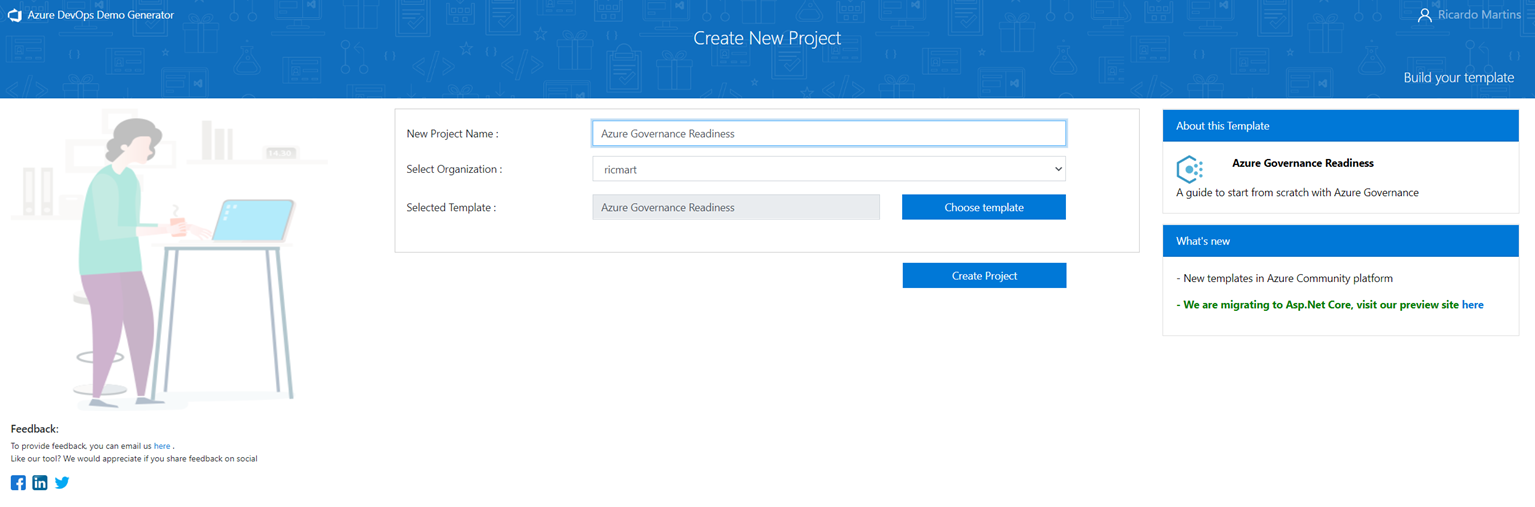 Azure DevOps Demo Generator
Ricardo Martins
Create New Project
Build your template
New Project Name :
Azure Governance Readiness
Select Organization :
ricmart
Selected Template :
Azure Governance Readiness
Choose template
Create Project
About this Template
Azure Governance Readiness
A guide to start from scratch with Azure Governance
What's new
- New templates in Azure Community platform
- We are migrating to Asp.Net Core, visit our preview site here
14:50
Feedback:
To provide feedback, you can email us here .
Like our tool? We would appreciate if you share feedback on social